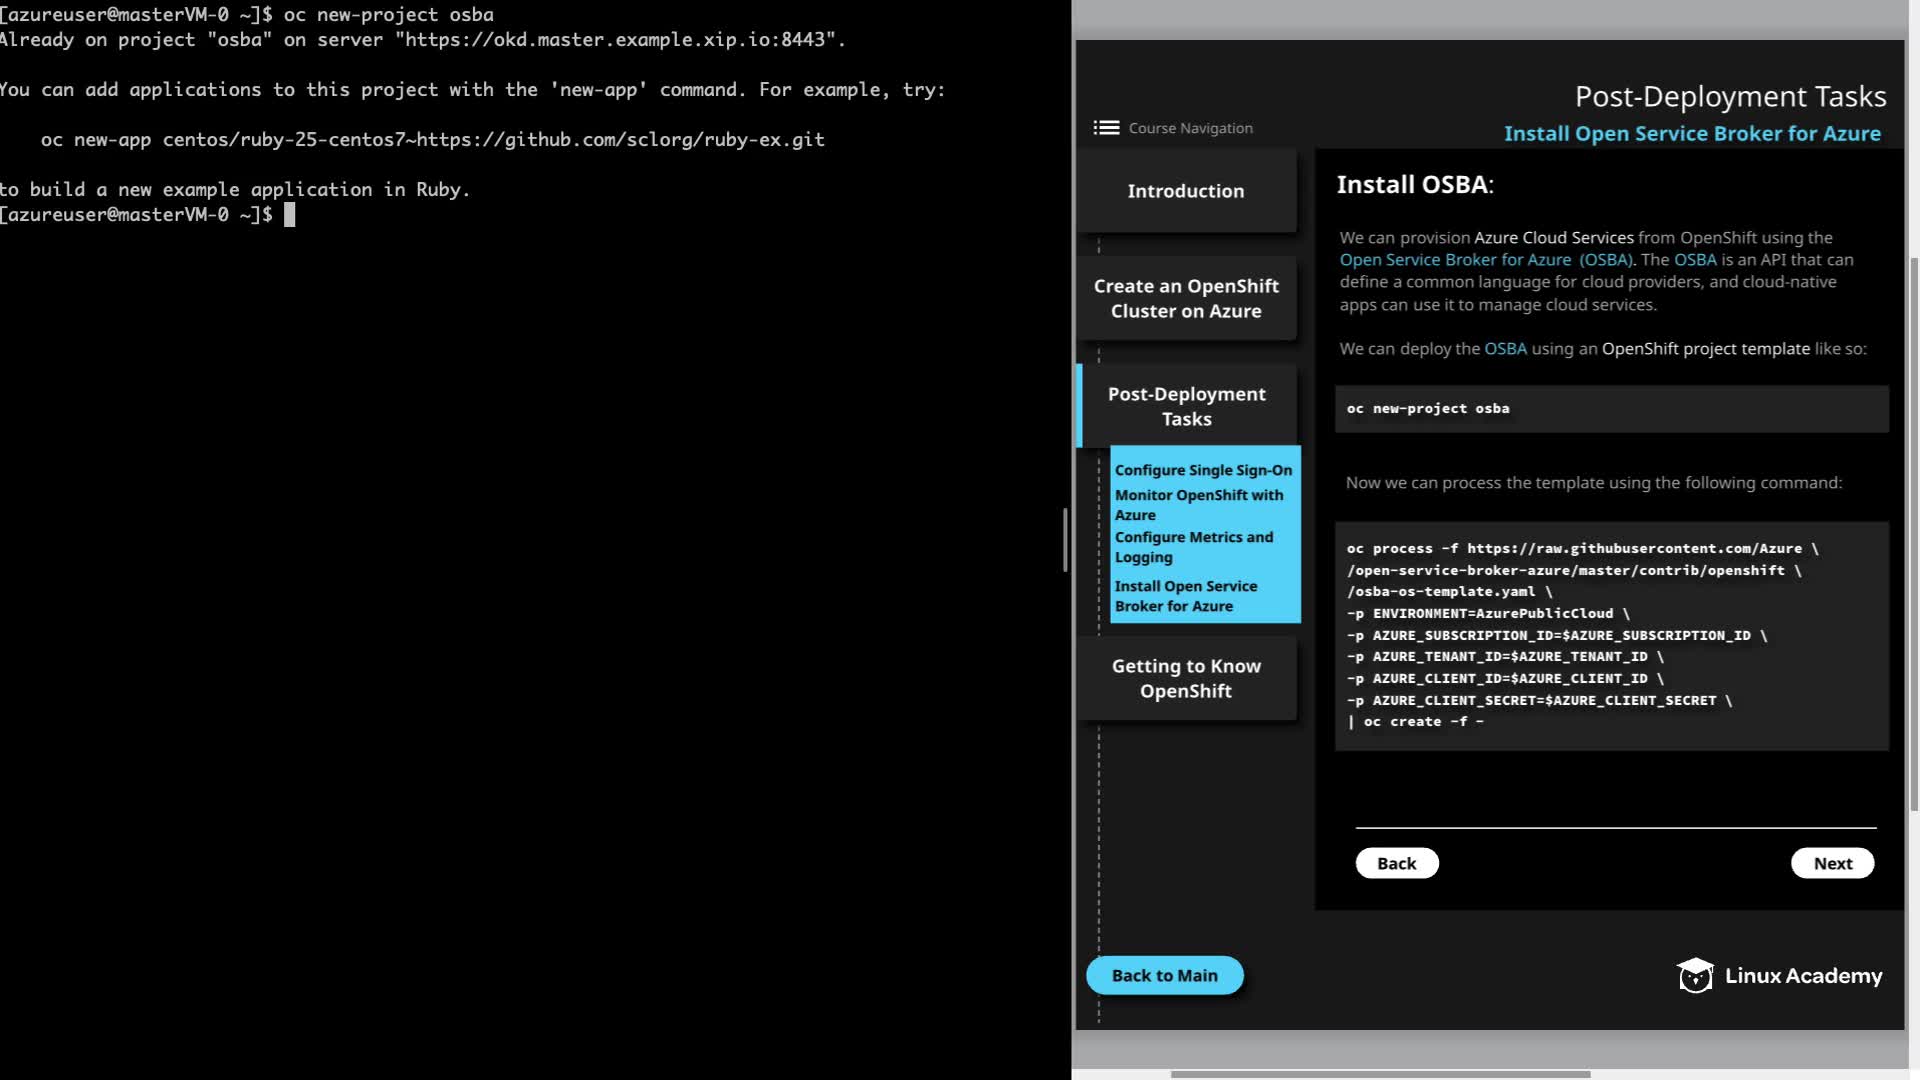 [azureuser@masterVM-0 ~]$ oc new-project osba
Already on project "osba" on server "https://okd.master.example.xip.io:8443".
You can add applications to this project with the 'new-app' command. For example, try:
oc new-app centos/ruby-25-centos7~https://github.com/sclorg/ruby-ex.git
to build a new example application in Ruby.
[azureuser@masterVM-0 ~]$
Post-Deployment Tasks
Install Open Service Broker for Azure
Course Navigation
Introduction
Create an OpenShift
Cluster on Azure
Post-Deployment
Tasks
Configure Single Sign-On
Monitor OpenShift with
Azure
Configure Metrics and
Logging
Install Open Service
Broker for Azure
Getting to Know
OpenShift
Back to Main
Install OSBA:
We can provision Azure Cloud Services from OpenShift using the
Open Service Broker for Azure (OSBA). The OSBA is an API that can
define a common language for cloud providers, and cloud-native
apps can use it to manage cloud services.
We can deploy the OSBA using an OpenShift project template like so:
oc new-project osba
Now we can process the template using the following command:
oc process -f https://raw.githubusercontent.com/Azure \
/open-service-broker-azure/master/contrib/openshift \
/osba-os-template.yaml \
-p ENVIRONMENT=AzurePublicCloud \
-p AZURE_SUBSCRIPTION_ID=$AZURE_SUBSCRIPTION_ID \
-p AZURE_TENANT_ID=$AZURE_TENANT_ID \
-p AZURE_CLIENT_ID=$AZURE_CLIENT_ID \
-p AZURE_CLIENT_SECRET=$AZURE_CLIENT_SECRET \
| oc create -f -
Back
Next
Linux Academy